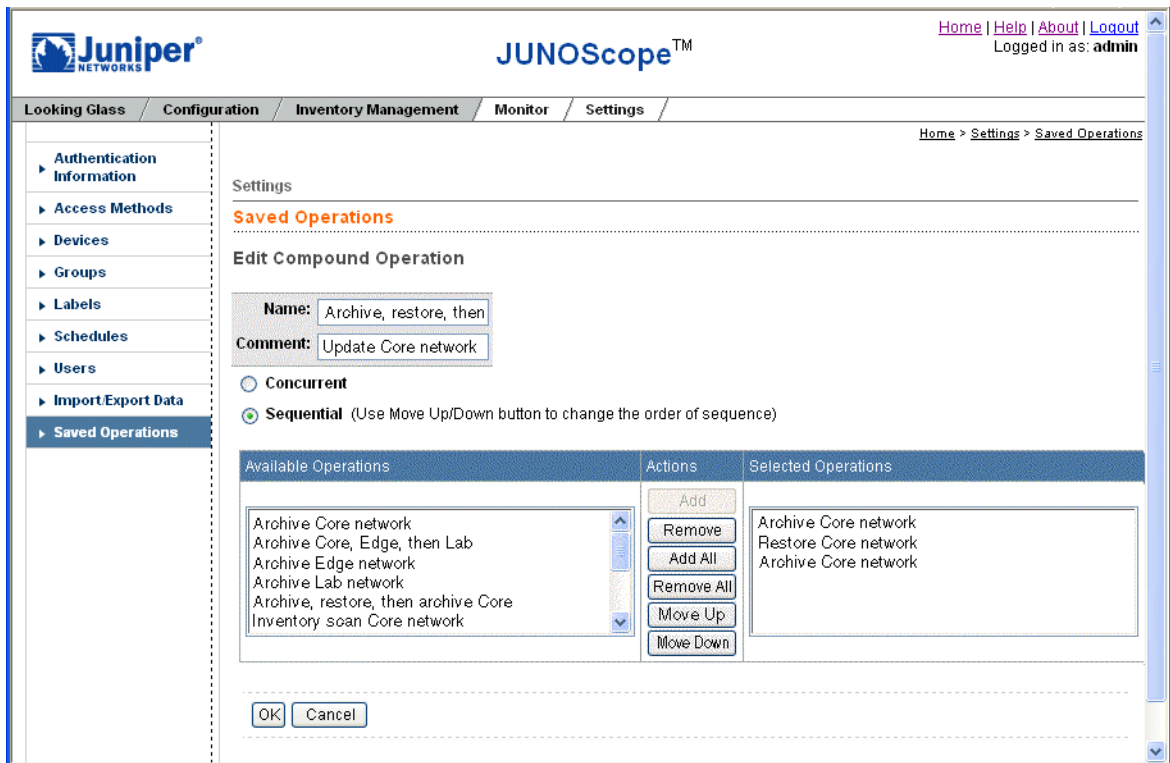 Home | Help | About | Logout
Juniper®
NETWORKS
JUNOScope™
Logged in as: admin
Looking Glass / Configuration / Inventory Management / Monitor / Settings /
Home > Settings > Saved Operations
Authentication
Information
Access Methods
Devices
Groups
Labels
Schedules
Users
Import/Export Data
Saved Operations
Settings
Saved Operations
Edit Compound Operation
Name: Archive, restore, then
Comment: Update Core network
Concurrent
Sequential (Use Move Up/Down button to change the order of sequence)
Available Operations
Archive Core network
Archive Core, Edge, then Lab
Archive Edge network
Archive Lab network
Archive, restore, then archive Core
Inventory scan Core network
Actions
Add
Remove
Add All
Remove All
Move Up
Move Down
Selected Operations
Archive Core network
Restore Core network
Archive Core network
OK Cancel